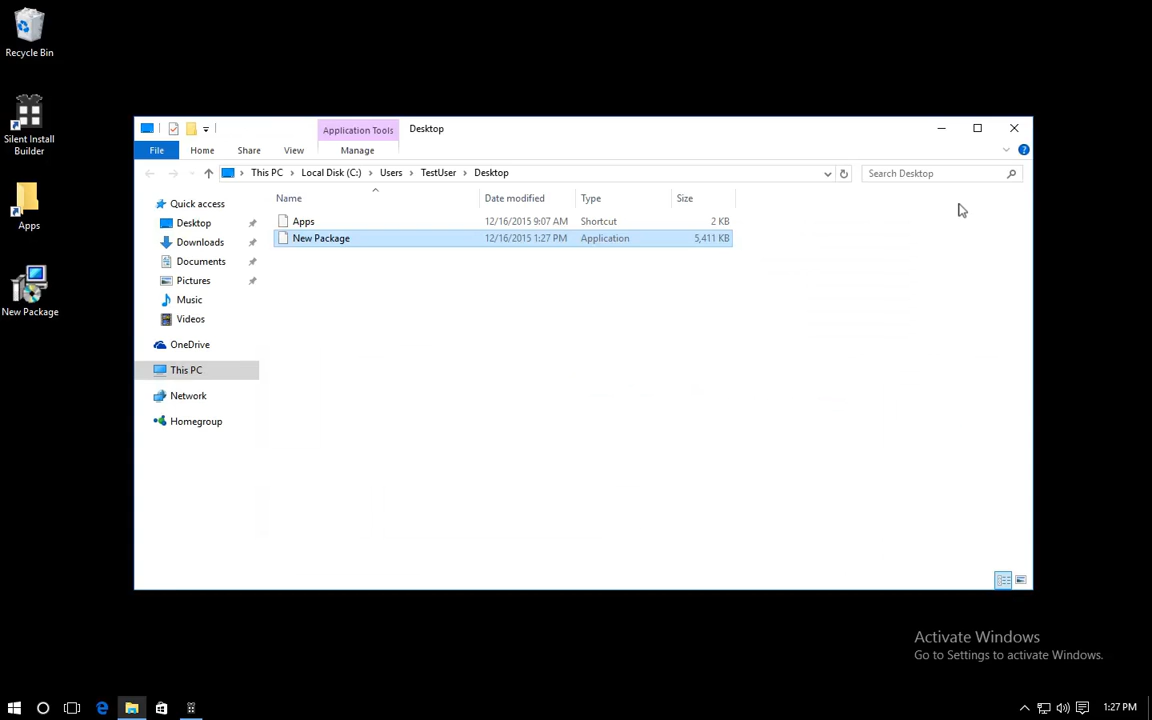 Recycle Bin
Silent Install
Builder
Apps
New Package
Application Tools
Desktop
File
Home
Share
View
Manage
This PC
Local Disk (C:)
Users
TestUser
Desktop
Search Desktop
Name
Date modified
Type
Size
Apps
12/16/2015 9:07 AM
Shortcut
2 KB
New Package
12/16/2015 1:27 PM
Application
5,411 KB
Quick access
Desktop
Downloads
Documents
Pictures
Music
Videos
OneDrive
This PC
Network
Homegroup
Activate Windows
Go to Settings to activate Windows.
1:27 PM